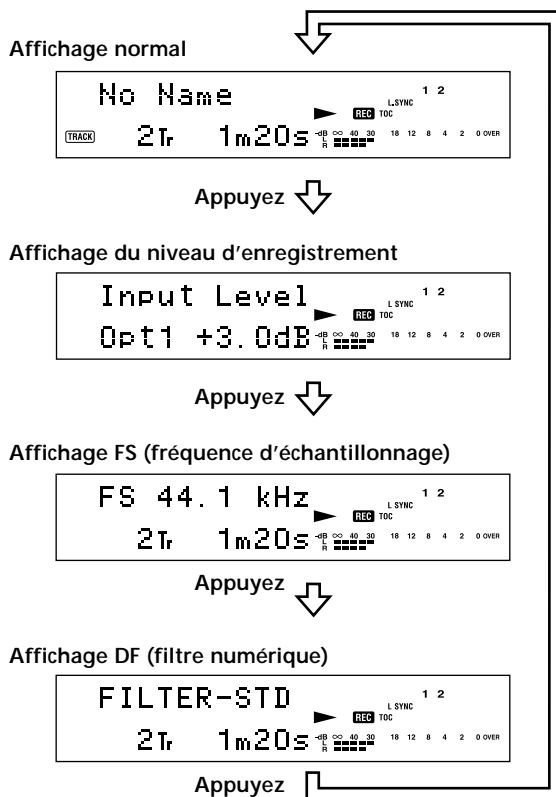 Affichage normal
No Name
1 2
L.SYNC
REC TOC
TRACK 2Tr 1m20s -dB ∞ 40 30 18 12 8 4 2 0 OVER
L
R
Appuyez
Affichage du niveau d'enregistrement
Input Level
1 2
L SYNC
REC TOC
Opt1 +3.0dB -dB ∞ 40 30 18 12 8 4 2 0 OVER
L
R
Appuyez
Affichage FS (fréquence d'échantillonnage)
FS 44.1 kHz
1 2
L SYNC
REC TOC
2Tr 1m20s -dB ∞ 40 30 18 12 8 4 2 0 OVER
L
R
Appuyez
Affichage DF (filtre numérique)
FILTER-STD
1 2
L SYNC
REC TOC
2Tr 1m20s -dB ∞ 40 30 18 12 8 4 2 0 OVER
L
R
Appuyez